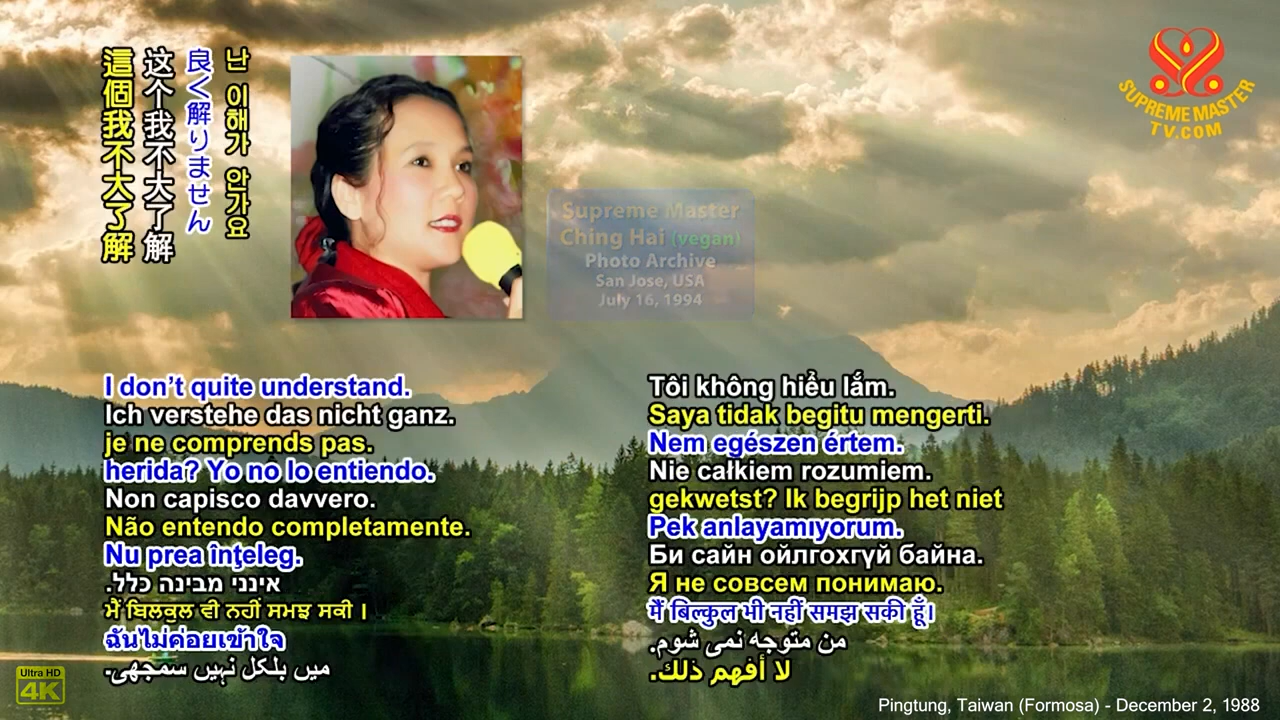 這個我不大了解
这个我不大了解
良く解りません
난 이해가 안가요
SUPREME MASTER
TV.COM
Supreme Master
Ching Hai (vegan)
Photo Archive
San Jose, USA
July 16, 1994
I don't quite understand.
Ich verstehe das nicht ganz.
je ne comprends pas.
herida? Yo no lo entiendo.
Non capisco davvero.
Não entendo completamente.
Nu prea înţeleg.
אינני מבינה כלל.
ਮੈਂ ਬਿਲਕੁਲ ਵੀ ਨਹੀਂ ਸਮਝ ਸਕੀ ।
ฉันไม่ค่อยเข้าใจ
میں بلکل نہیں سمجھی.
Tôi không hiểu lắm.
Saya tidak begitu mengerti.
Nem egészen értem.
Nie całkiem rozumiem.
gekwetst? Ik begrijp het niet
Pek anlayamıyorum.
Би сайн ойлгохгүй байна.
Я не совсем понимаю.
मैं बिल्कुल भी नहीं समझ सकी हूँ।
من متوجه نمی شوم.
لا أفهم ذلك.
Ultra HD
4K
Pingtung, Taiwan (Formosa) - December 2, 1988